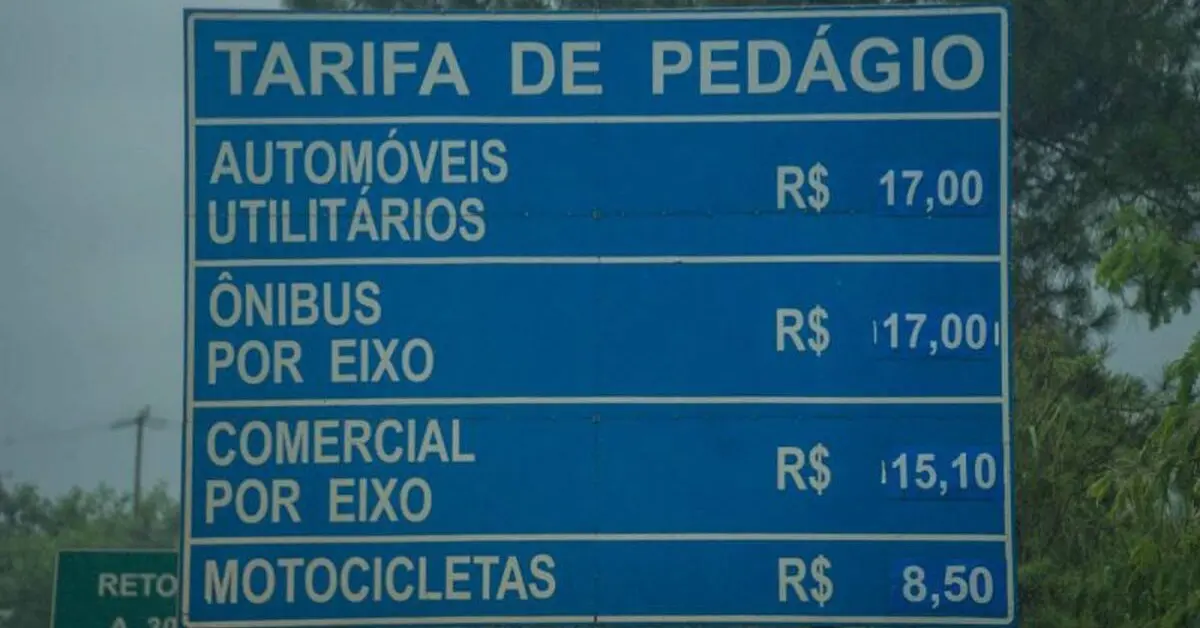 TARIFA DE PEDÁGIO
AUTOMÓVEIS
UTILITÁRIOS
R$ 17,00
ÔNIBUS
POR EIXO
R$ 17,00
COMERCIAL
POR EIXO
R$ 15,10
MOTOCICLETAS R$ 8,50
RETO
A 20